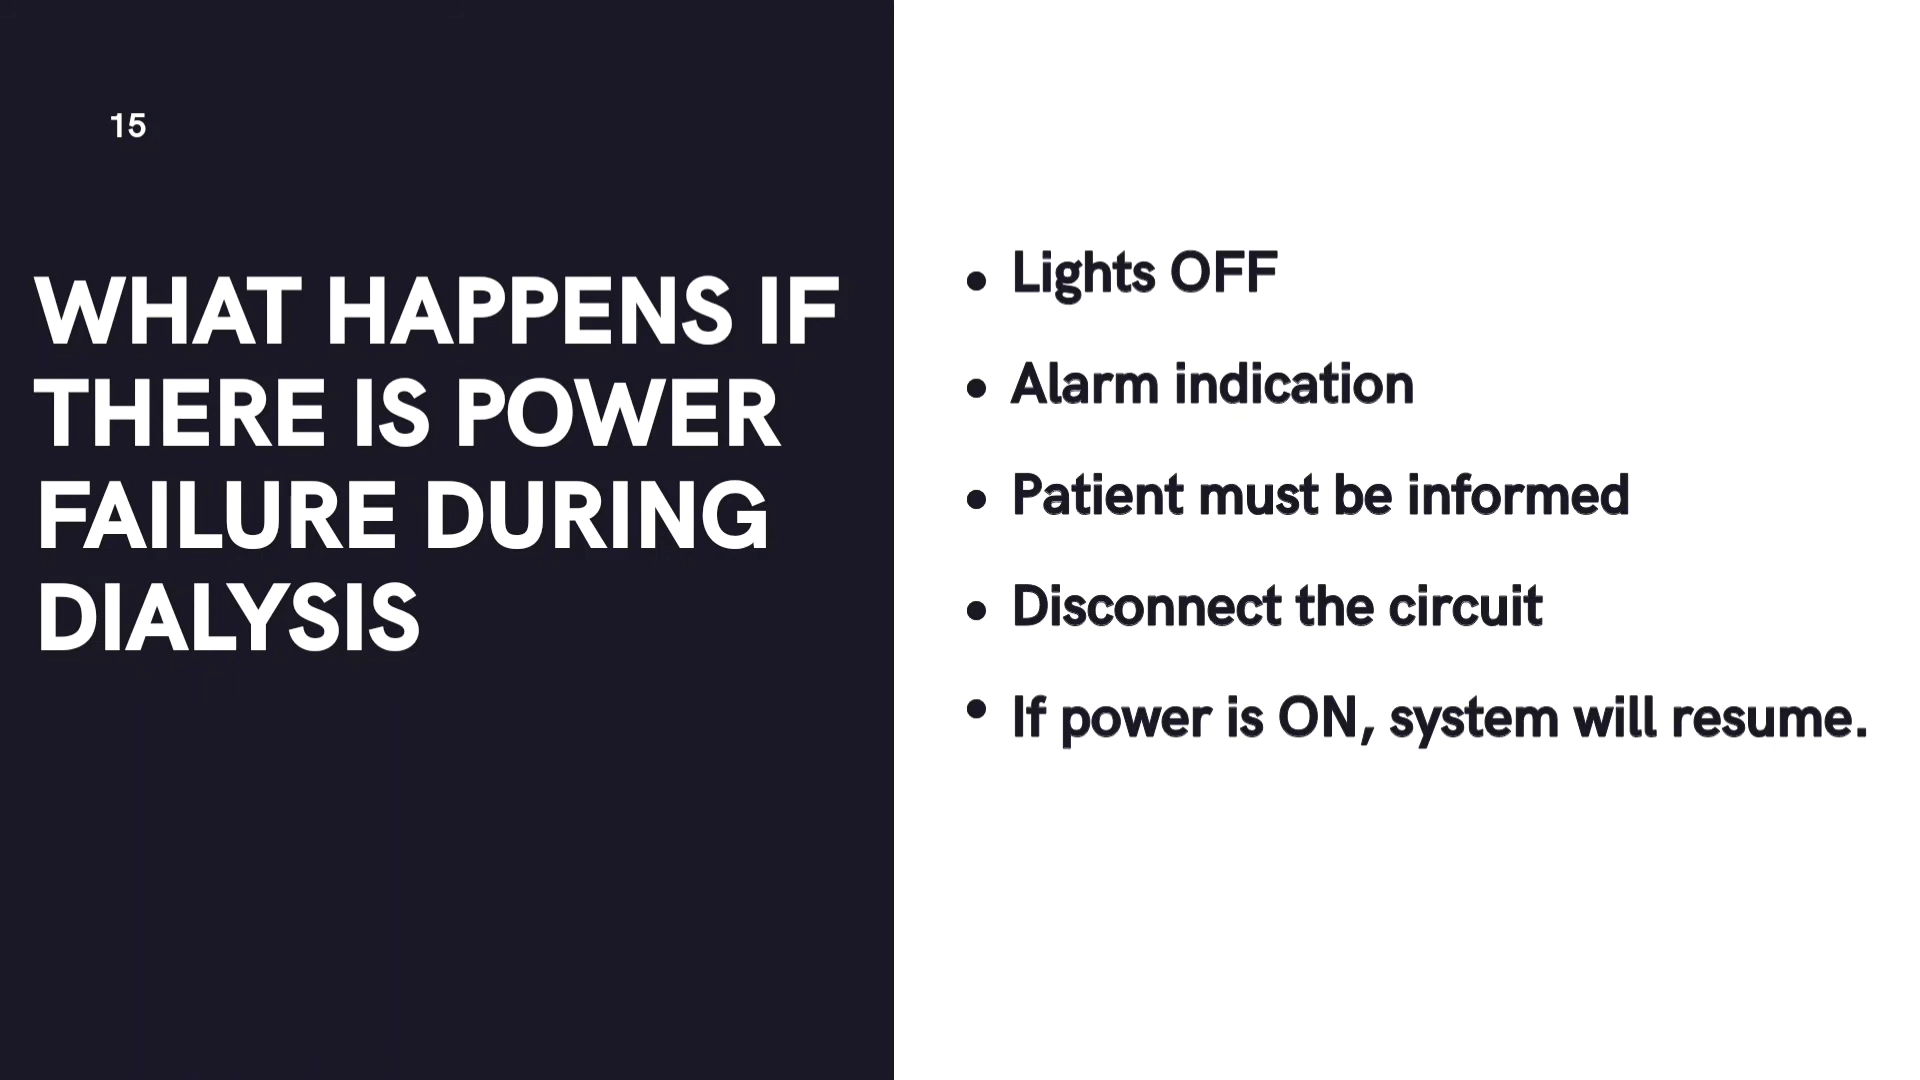 15
WHAT HAPPENS IF
THERE IS POWER
FAILURE DURING
DIALYSIS
• Lights OFF
• Alarm indication
• Patient must be informed
• Disconnect the circuit
• If power is ON, system will resume.